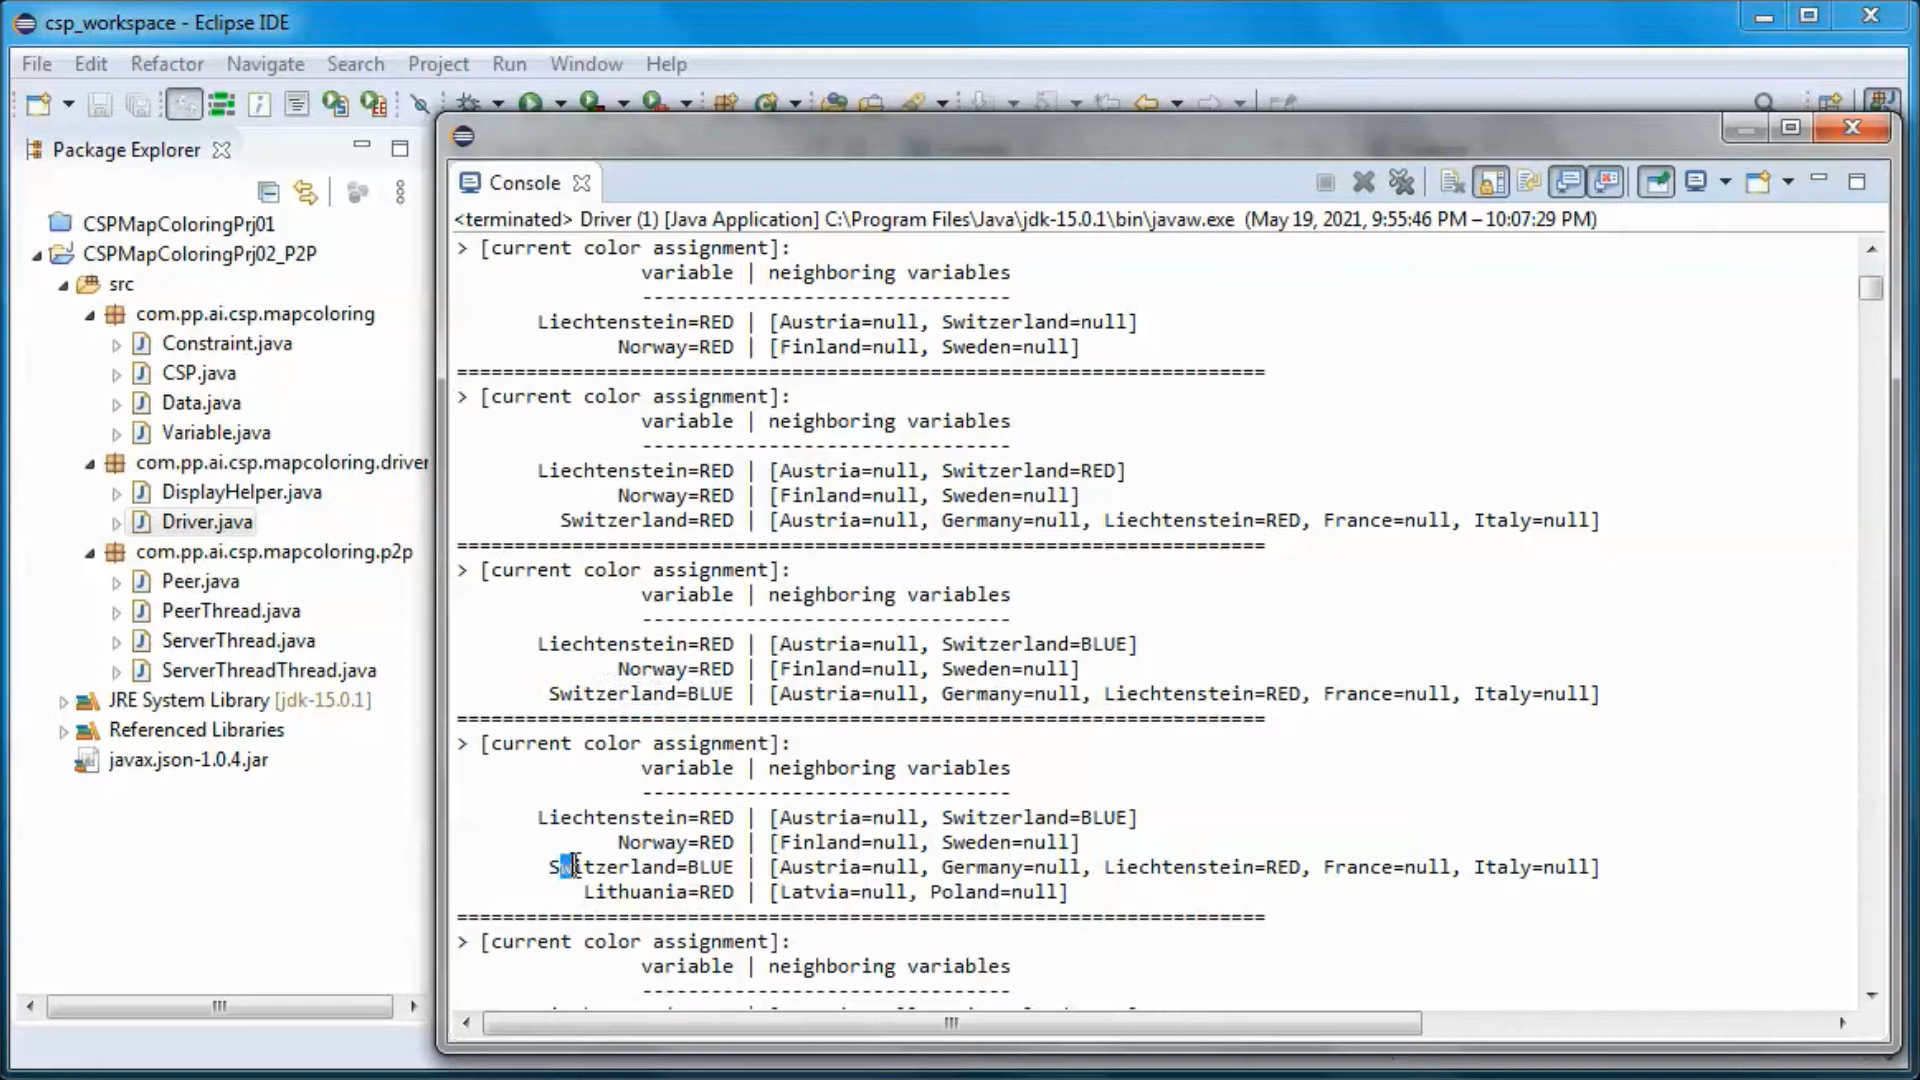 csp_workspace - Eclipse IDE
File Edit Refactor Navigate Search Project Run Window Help
Package Explorer
CSPMapColoringPrj01
CSPMapColoringPrj02_P2P
src
com.pp.ai.csp.mapcoloring
Constraint.java
CSP.java
Data.java
Variable.java
com.pp.ai.csp.mapcoloring.driver
DisplayHelper.java
Driver.java
com.pp.ai.csp.mapcoloring.p2p
Peer.java
PeerThread.java
ServerThread.java
ServerThreadThread.java
JRE System Library [jdk-15.0.1]
Referenced Libraries
javax.json-1.0.4.jar
Console
<terminated> Driver (1) [Java Application] C:\Program Files\Java\jdk-15.0.1\bin\javaw.exe (May 19, 2021, 9:55:46 PM – 10:07:29 PM)
> [current color assignment]:
variable | neighboring variables
--------------------------------
Liechtenstein=RED | [Austria=null, Switzerland=null]
Norway=RED | [Finland=null, Sweden=null]
======================================================================
> [current color assignment]:
variable | neighboring variables
--------------------------------
Liechtenstein=RED | [Austria=null, Switzerland=RED]
Norway=RED | [Finland=null, Sweden=null]
Switzerland=RED | [Austria=null, Germany=null, Liechtenstein=RED, France=null, Italy=null]
======================================================================
> [current color assignment]:
variable | neighboring variables
--------------------------------
Liechtenstein=RED | [Austria=null, Switzerland=BLUE]
Norway=RED | [Finland=null, Sweden=null]
Switzerland=BLUE | [Austria=null, Germany=null, Liechtenstein=RED, France=null, Italy=null]
======================================================================
> [current color assignment]:
variable | neighboring variables
--------------------------------
Liechtenstein=RED | [Austria=null, Switzerland=BLUE]
Norway=RED | [Finland=null, Sweden=null]
Switzerland=BLUE | [Austria=null, Germany=null, Liechtenstein=RED, France=null, Italy=null]
Lithuania=RED | [Latvia=null, Poland=null]
======================================================================
> [current color assignment]:
variable | neighboring variables
--------------------------------